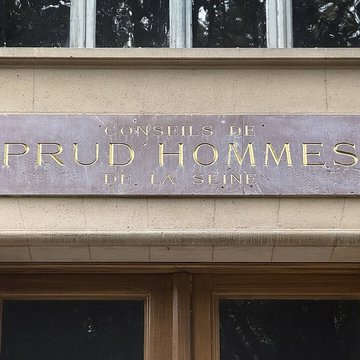 CONSEILS DE
PRUD'HOMMES
DE LA SEINE